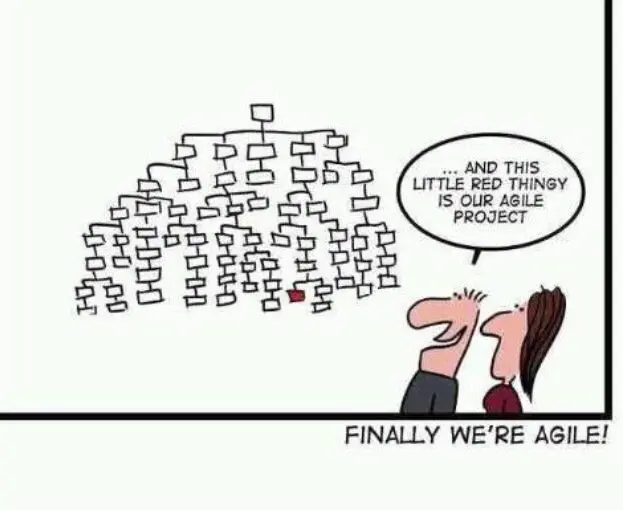 ... AND THIS
LITTLE RED THINGY
IS OUR AGILE
PROJECT
FINALLY WE'RE AGILE!